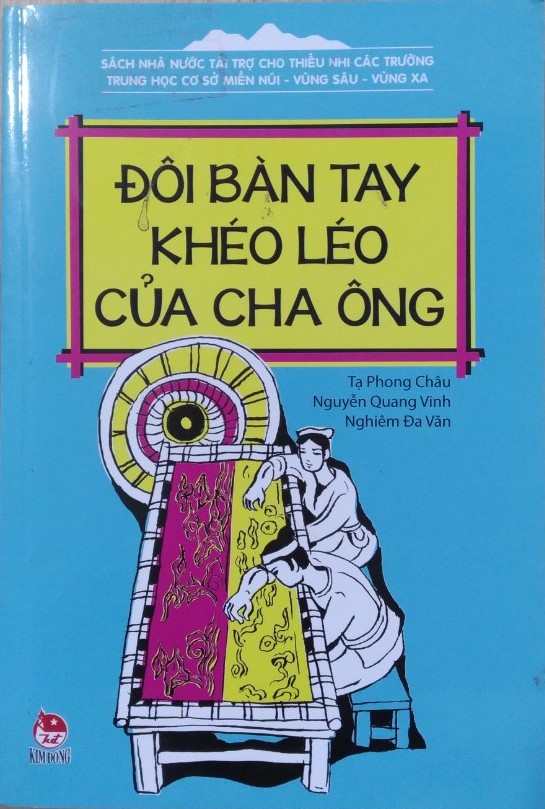 SÁCH NHÀ NƯỚC TÀI TRỢ CHO THIẾU NHI CÁC TRƯỜNG
TRUNG HỌC CƠ SỞ MIỀN NÚI - VÙNG SÂU - VÙNG XA
ĐÔI BÀN TAY
KHÉO LÉO
CỦA CHA ÔNG
Tạ Phong Châu
Nguyễn Quang Vinh
Nghiêm Đa Văn
KIM ĐỒNG